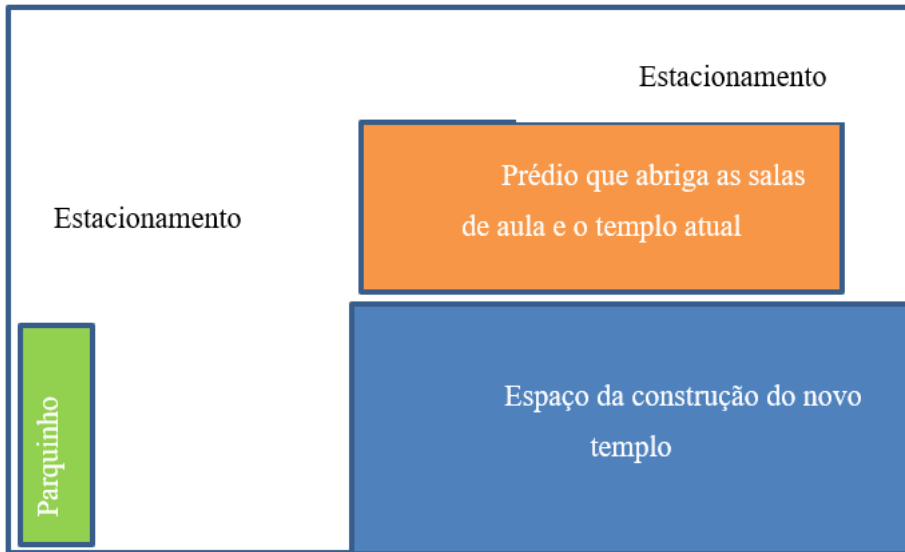 Estacionamento
Prédio que abriga as salas
de aula e o templo atual
Estacionamento
Espaço da construção do novo
templo
Parquinho